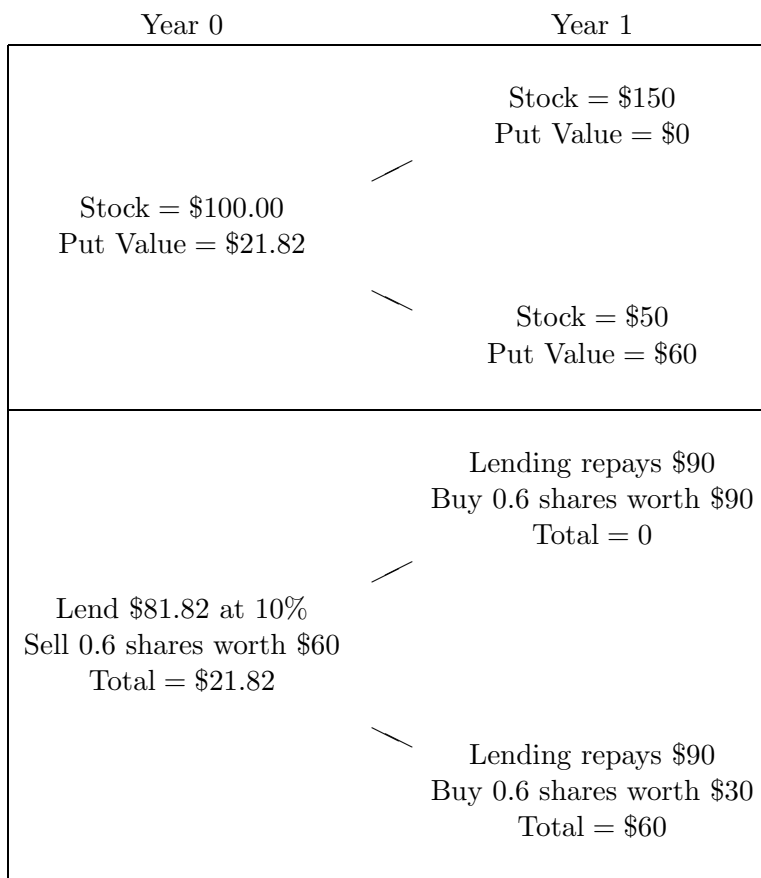 Year 0 Year 1
Stock = $150
Put Value = $0
Stock = $100.00
Put Value = $21.82
Stock = $50
Put Value = $60
Lending repays $90
Buy 0.6 shares worth $90
Total = 0
Lend $81.82 at 10%
Sell 0.6 shares worth $60
Total = $21.82
Lending repays $90
Buy 0.6 shares worth $30
Total = $60